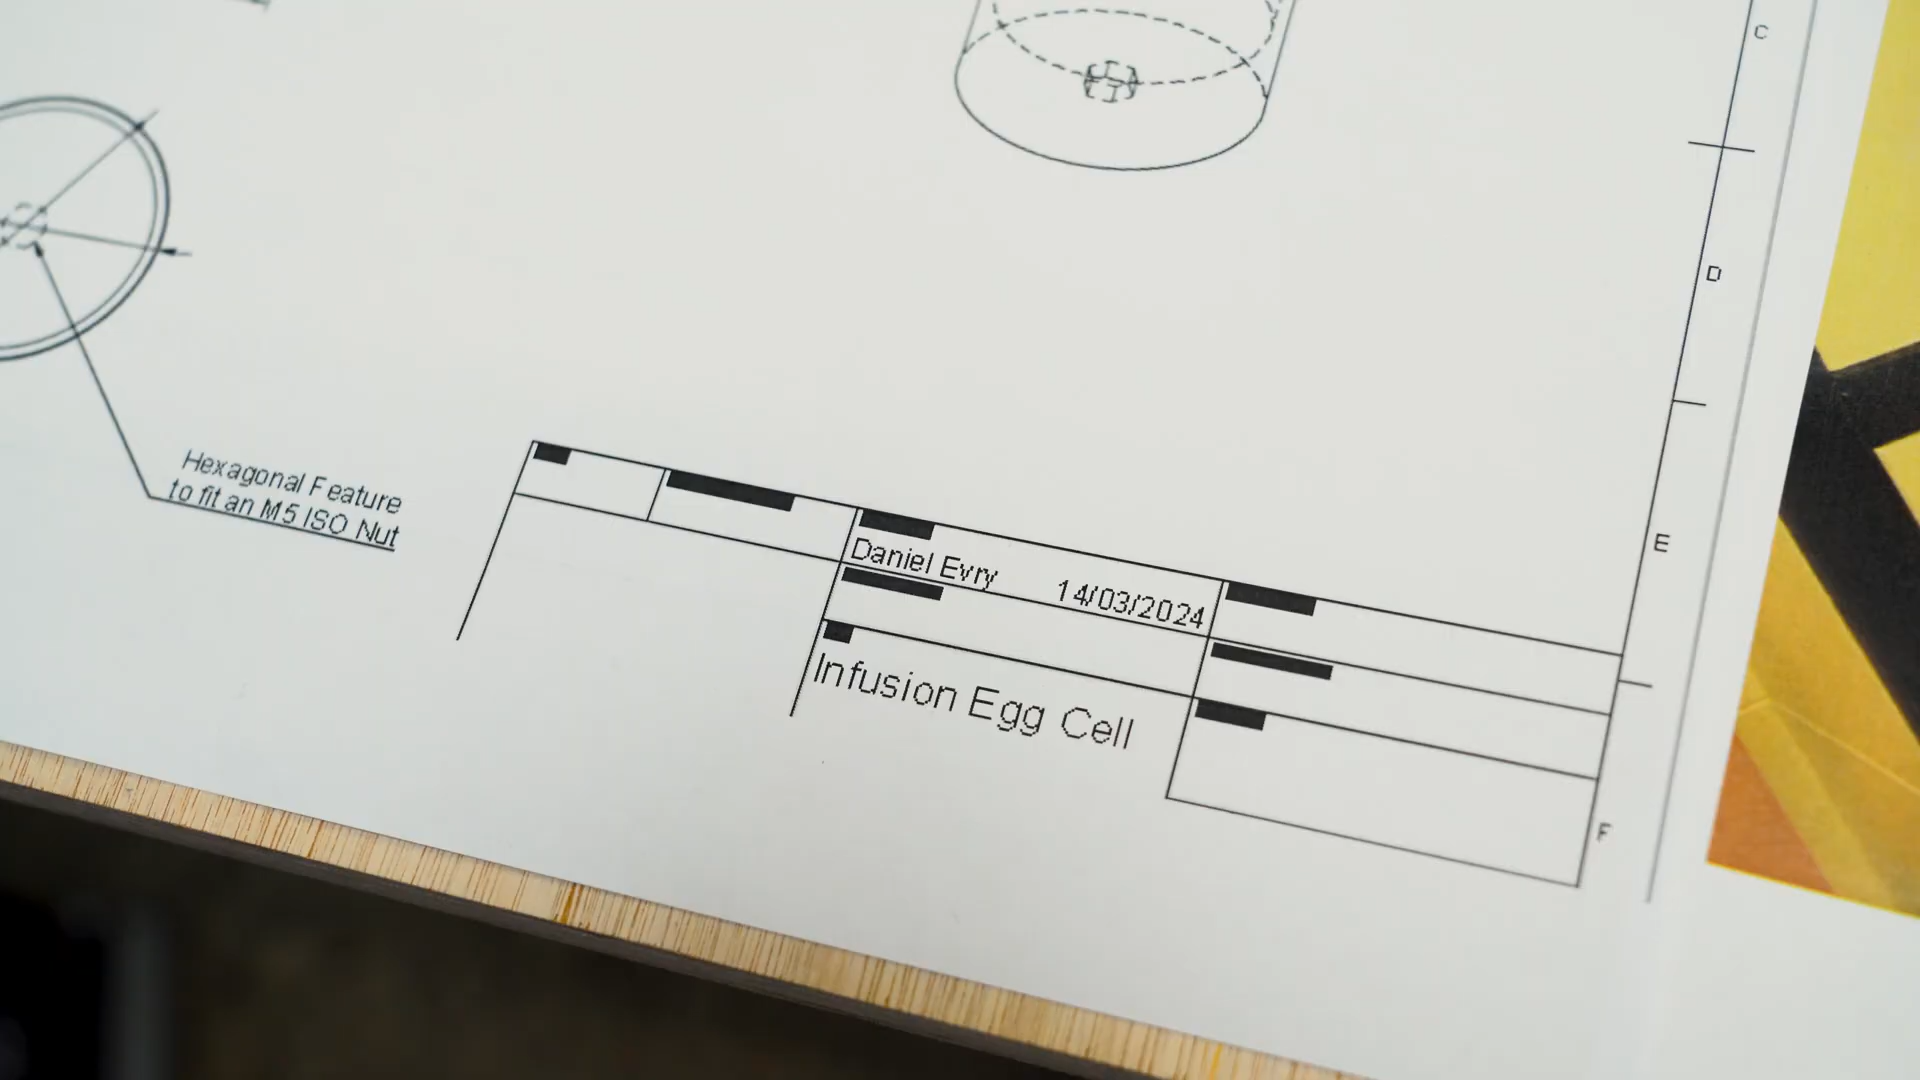 C
D
E
F
Hexagonal Feature
to fit an M5 ISO Nut
Daniel Evry 14/03/2024
Infusion Egg Cell